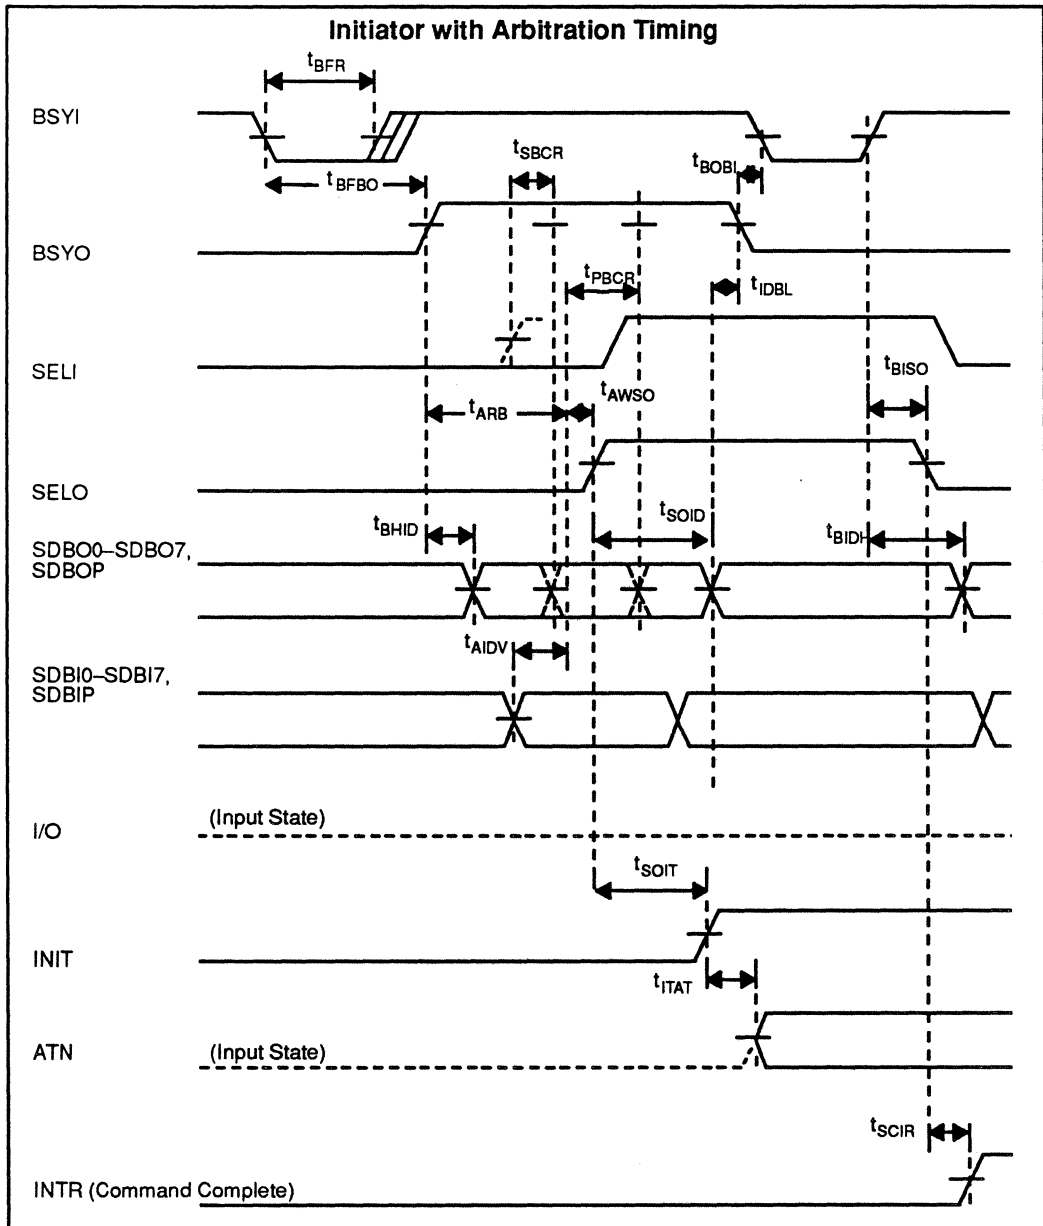 Initiator with Arbitration Timing
tBFR
BSYI
tSBCR
tBOBI
tBFBO
BSYO
tPBCR
tIDBL
SELI
tBISO
tAWSO
tARB
SELO
tSOID
tBHID
tBIDH
SDBO0–SDBO7,
SDBOP
tAIDV
SDBI0–SDBI7,
SDBIP
(Input State)
I/O
tSOIT
INIT
tITAT
ATN
(Input State)
tSCIR
INTR (Command Complete)